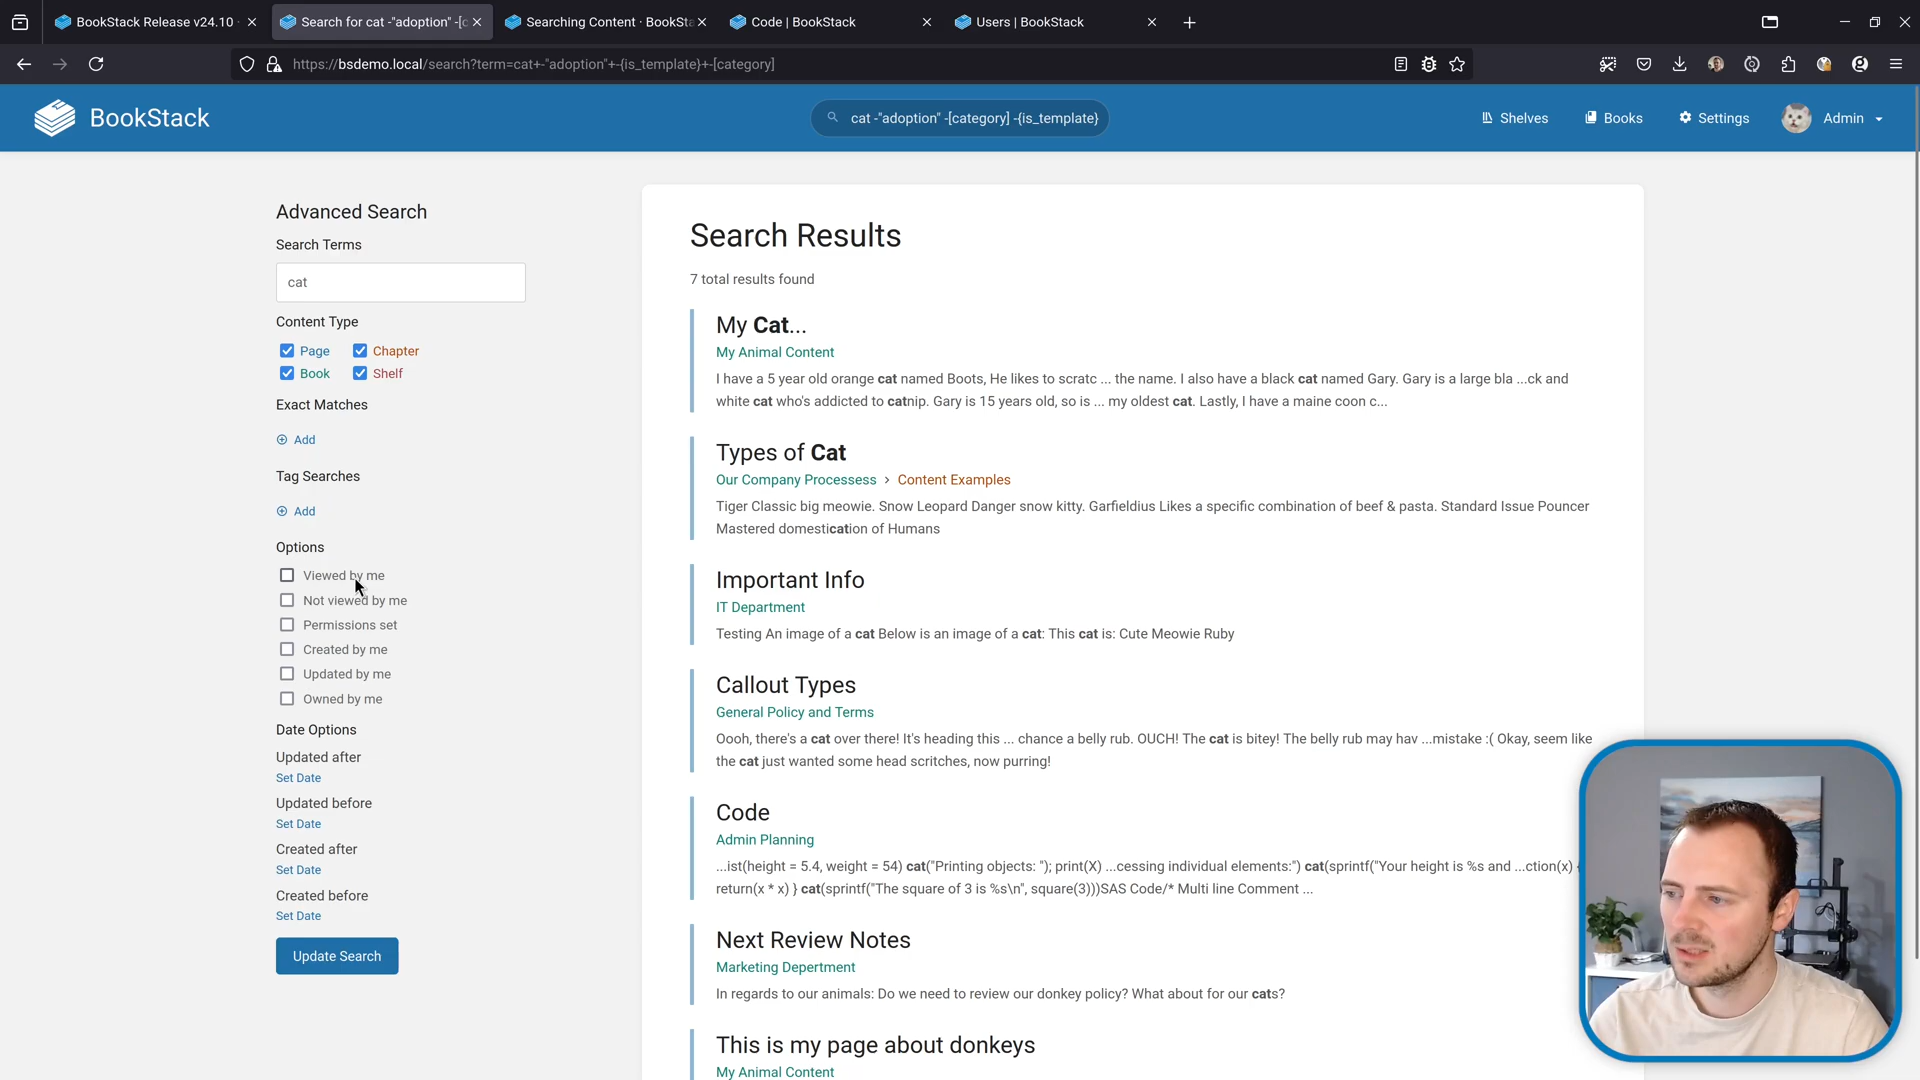 BookStack Release v24.10
Search for cat -"adoption" -[c
Searching Content · BookSta
Code | BookStack
Users | BookStack
https://bsdemo.local/search?term=cat+-"adoption"+-{is_template}+-[category]
BookStack
cat -"adoption" -[category] -{is_template}
Shelves
Books
Settings
Admin
Advanced Search
Search Terms
cat
Content Type
Page
Chapter
Book
Shelf
Exact Matches
Add
Tag Searches
Add
Options
Viewed by me
Not viewed by me
Permissions set
Created by me
Updated by me
Owned by me
Date Options
Updated after
Set Date
Updated before
Set Date
Created after
Set Date
Created before
Set Date
Update Search
Search Results
7 total results found
My Cat...
My Animal Content
I have a 5 year old orange cat named Boots, He likes to scratc ... the name. I also have a black cat named Gary. Gary is a large bla ...ck and
white cat who's addicted to catnip. Gary is 15 years old, so is ... my oldest cat. Lastly, I have a maine coon c...
Types of Cat
Our Company Processess › Content Examples
Tiger Classic big meowie. Snow Leopard Danger snow kitty. Garfieldius Likes a specific combination of beef & pasta. Standard Issue Pouncer
Mastered domestication of Humans
Important Info
IT Department
Testing An image of a cat Below is an image of a cat: This cat is: Cute Meowie Ruby
Callout Types
General Policy and Terms
Oooh, there's a cat over there! It's heading this ... chance a belly rub. OUCH! The cat is bitey! The belly rub may hav ...mistake :( Okay, seem like
the cat just wanted some head scritches, now purring!
Code
Admin Planning
...ist(height = 5.4, weight = 54) cat("Printing objects: "); print(X) ...cessing individual elements:") cat(sprintf("Your height is %s and ...ction(x) {
return(x * x) } cat(sprintf("The square of 3 is %s\n", square(3)))SAS Code/* Multi line Comment ...
Next Review Notes
Marketing Depertment
In regards to our animals: Do we need to review our donkey policy? What about for our cats?
This is my page about donkeys
My Animal Content